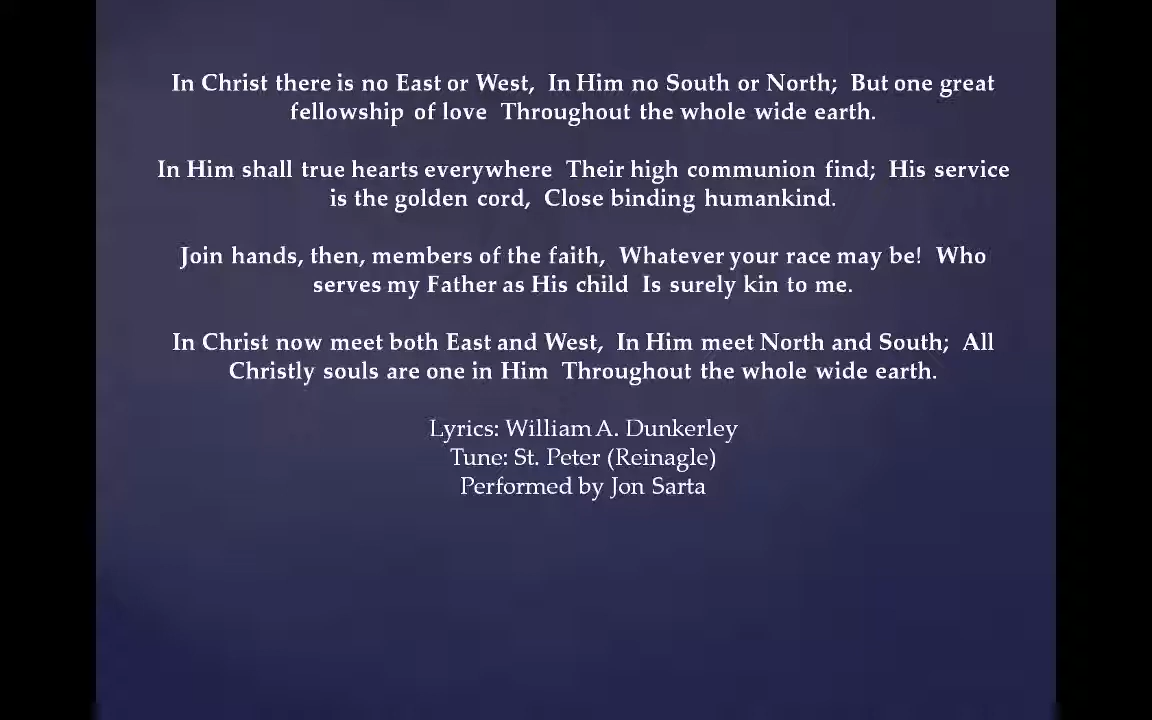 In Christ there is no East or West,  In Him no South or North;  But one great
fellowship of love  Throughout the whole wide earth.
In Him shall true hearts everywhere  Their high communion find;  His service
is the golden cord,  Close binding humankind.
Join hands, then, members of the faith,  Whatever your race may be!  Who
serves my Father as His child  Is surely kin to me.
In Christ now meet both East and West,  In Him meet North and South;  All
Christly souls are one in Him  Throughout the whole wide earth.
Lyrics: William A. Dunkerley
Tune: St. Peter (Reinagle)
Performed by Jon Sarta